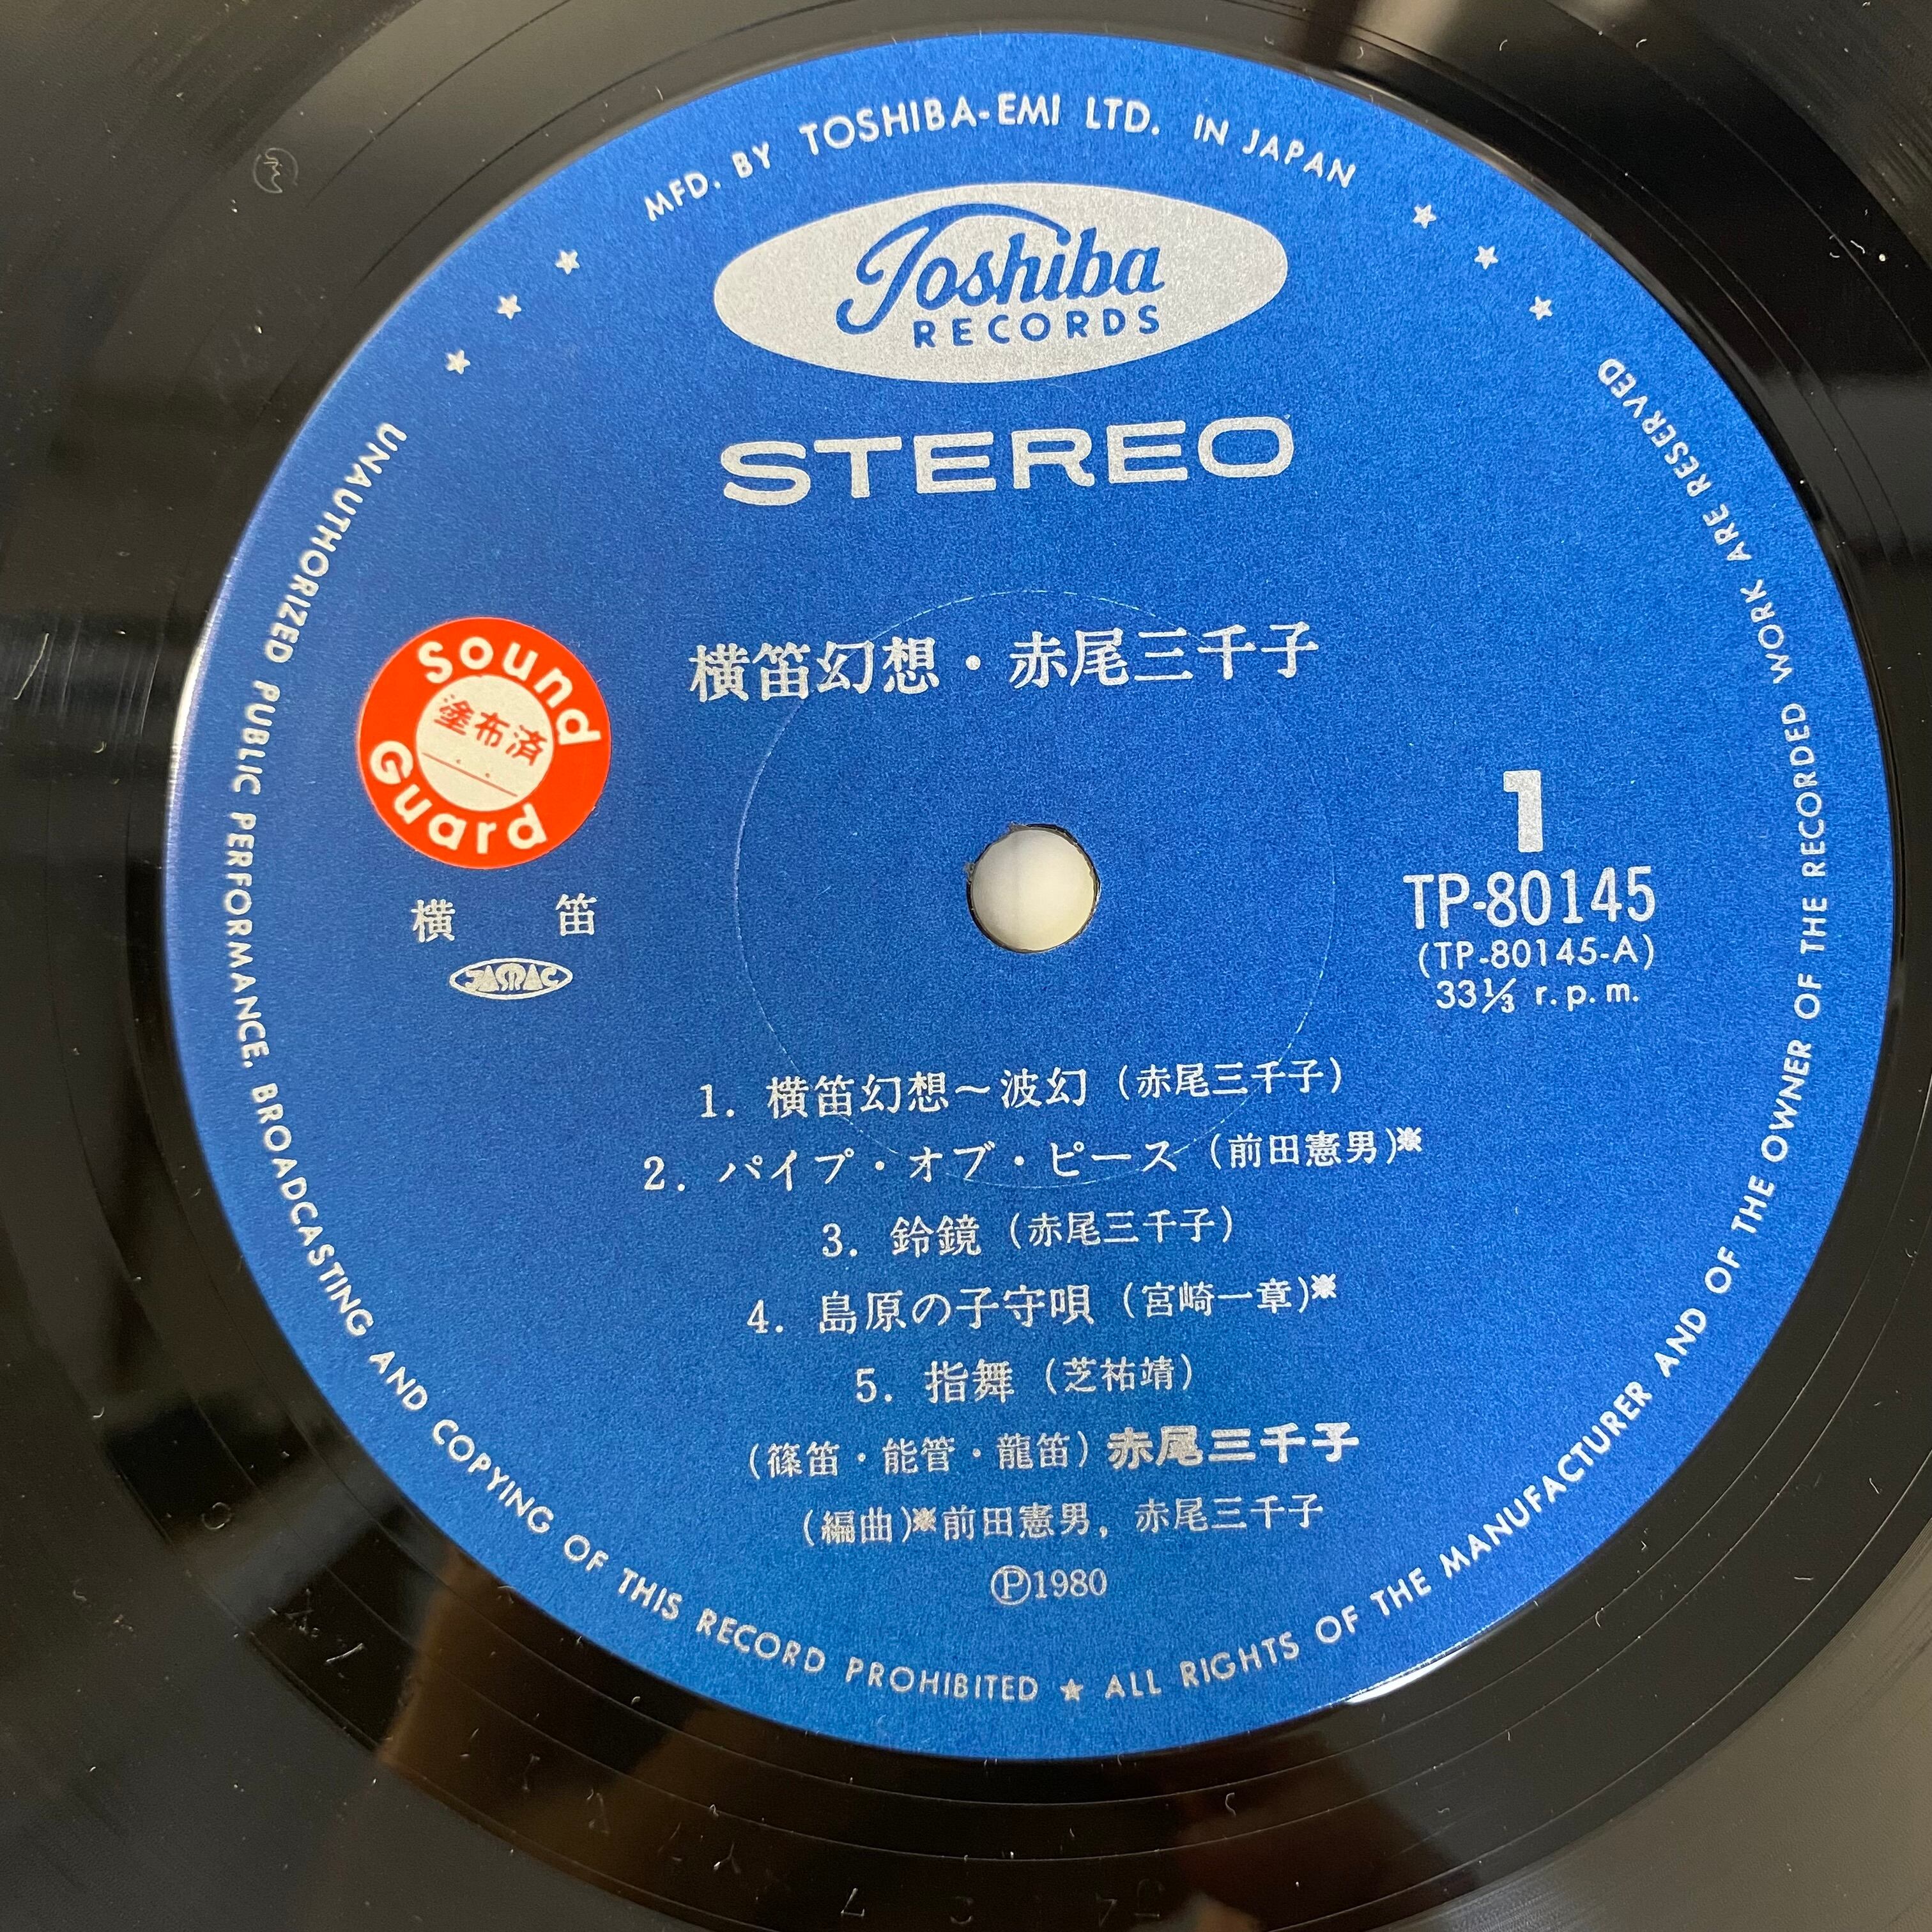 MFD. BY TOSHIBA-EMI LTD. IN JAPAN
Toshiba
RECORDS
STEREO
横笛幻想・赤尾三千子
Sound
塗布済
Guard
横 笛
JASRAC
1
TP-80145
(TP-80145-A)
33⅓ r.p.m.
1. 横笛幻想～波幻 (赤尾三千子)
2. パイプ・オブ・ピース (前田憲男)※
3. 鈴鏡 (赤尾三千子)
4. 島原の子守唄 (宮崎一章)※
5. 指舞 (芝祐靖)
(篠笛・能管・龍笛) 赤尾三千子
(編曲)※前田憲男, 赤尾三千子
Ⓟ1980
UNAUTHORIZED PUBLIC PERFORMANCE, BROADCASTING AND COPYING OF THIS RECORD PROHIBITED ★ ALL RIGHTS OF THE MANUFACTURER AND OF THE OWNER OF THE RECORDED WORK ARE RESERVED